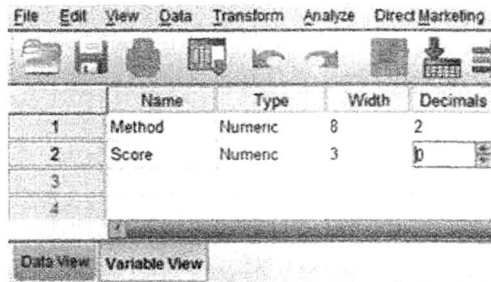 File Edit View Data Transform Analyze Direct Marketing
Name Type Width Decimals
1 Method Numeric 8 2
2 Score Numeric 3 0
3
4
Data View Variable View